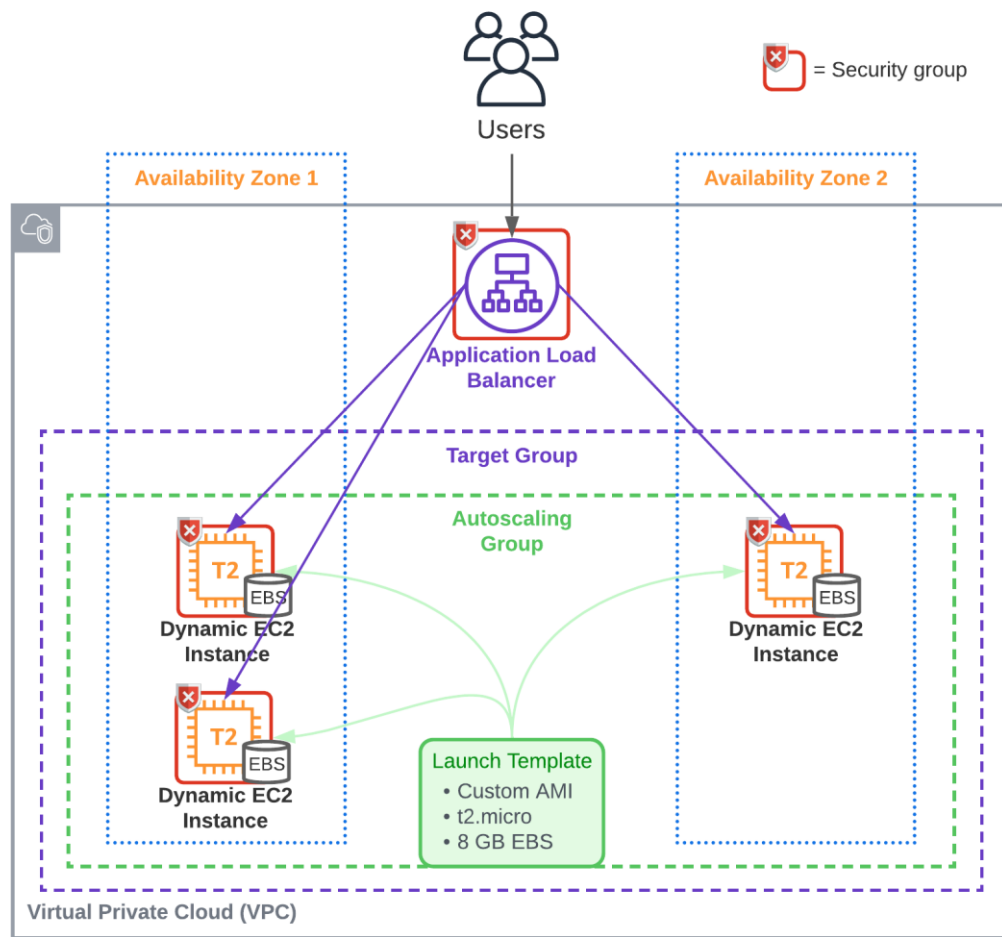 = Security group
Users
Availability Zone 1
Availability Zone 2
Application Load
Balancer
Target Group
Autoscaling
Group
T2
EBS
Dynamic EC2
Instance
T2
EBS
Dynamic EC2
Instance
T2
EBS
Dynamic EC2
Instance
Launch Template
• Custom AMI
• t2.micro
• 8 GB EBS
Virtual Private Cloud (VPC)